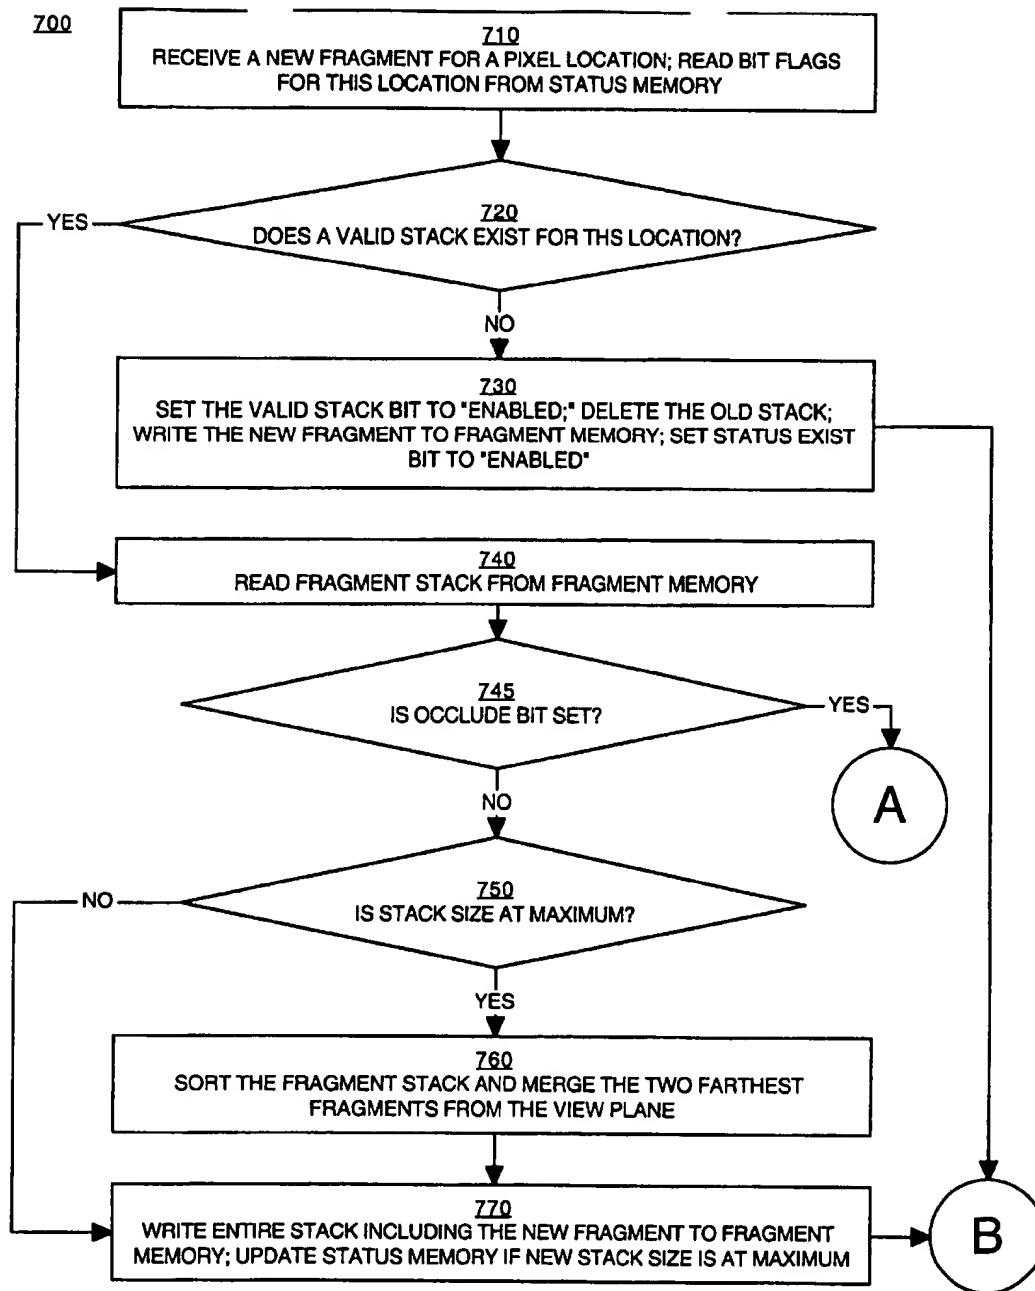 700
710
RECEIVE A NEW FRAGMENT FOR A PIXEL LOCATION; READ BIT FLAGS
FOR THIS LOCATION FROM STATUS MEMORY
YES
720
DOES A VALID STACK EXIST FOR THS LOCATION?
NO
730
SET THE VALID STACK BIT TO "ENABLED;" DELETE THE OLD STACK;
WRITE THE NEW FRAGMENT TO FRAGMENT MEMORY; SET STATUS EXIST
BIT TO "ENABLED"
740
READ FRAGMENT STACK FROM FRAGMENT MEMORY
745
IS OCCLUDE BIT SET?
YES
A
NO
750
IS STACK SIZE AT MAXIMUM?
NO
YES
760
SORT THE FRAGMENT STACK AND MERGE THE TWO FARTHEST
FRAGMENTS FROM THE VIEW PLANE
770
WRITE ENTIRE STACK INCLUDING THE NEW FRAGMENT TO FRAGMENT
MEMORY; UPDATE STATUS MEMORY IF NEW STACK SIZE IS AT MAXIMUM
B